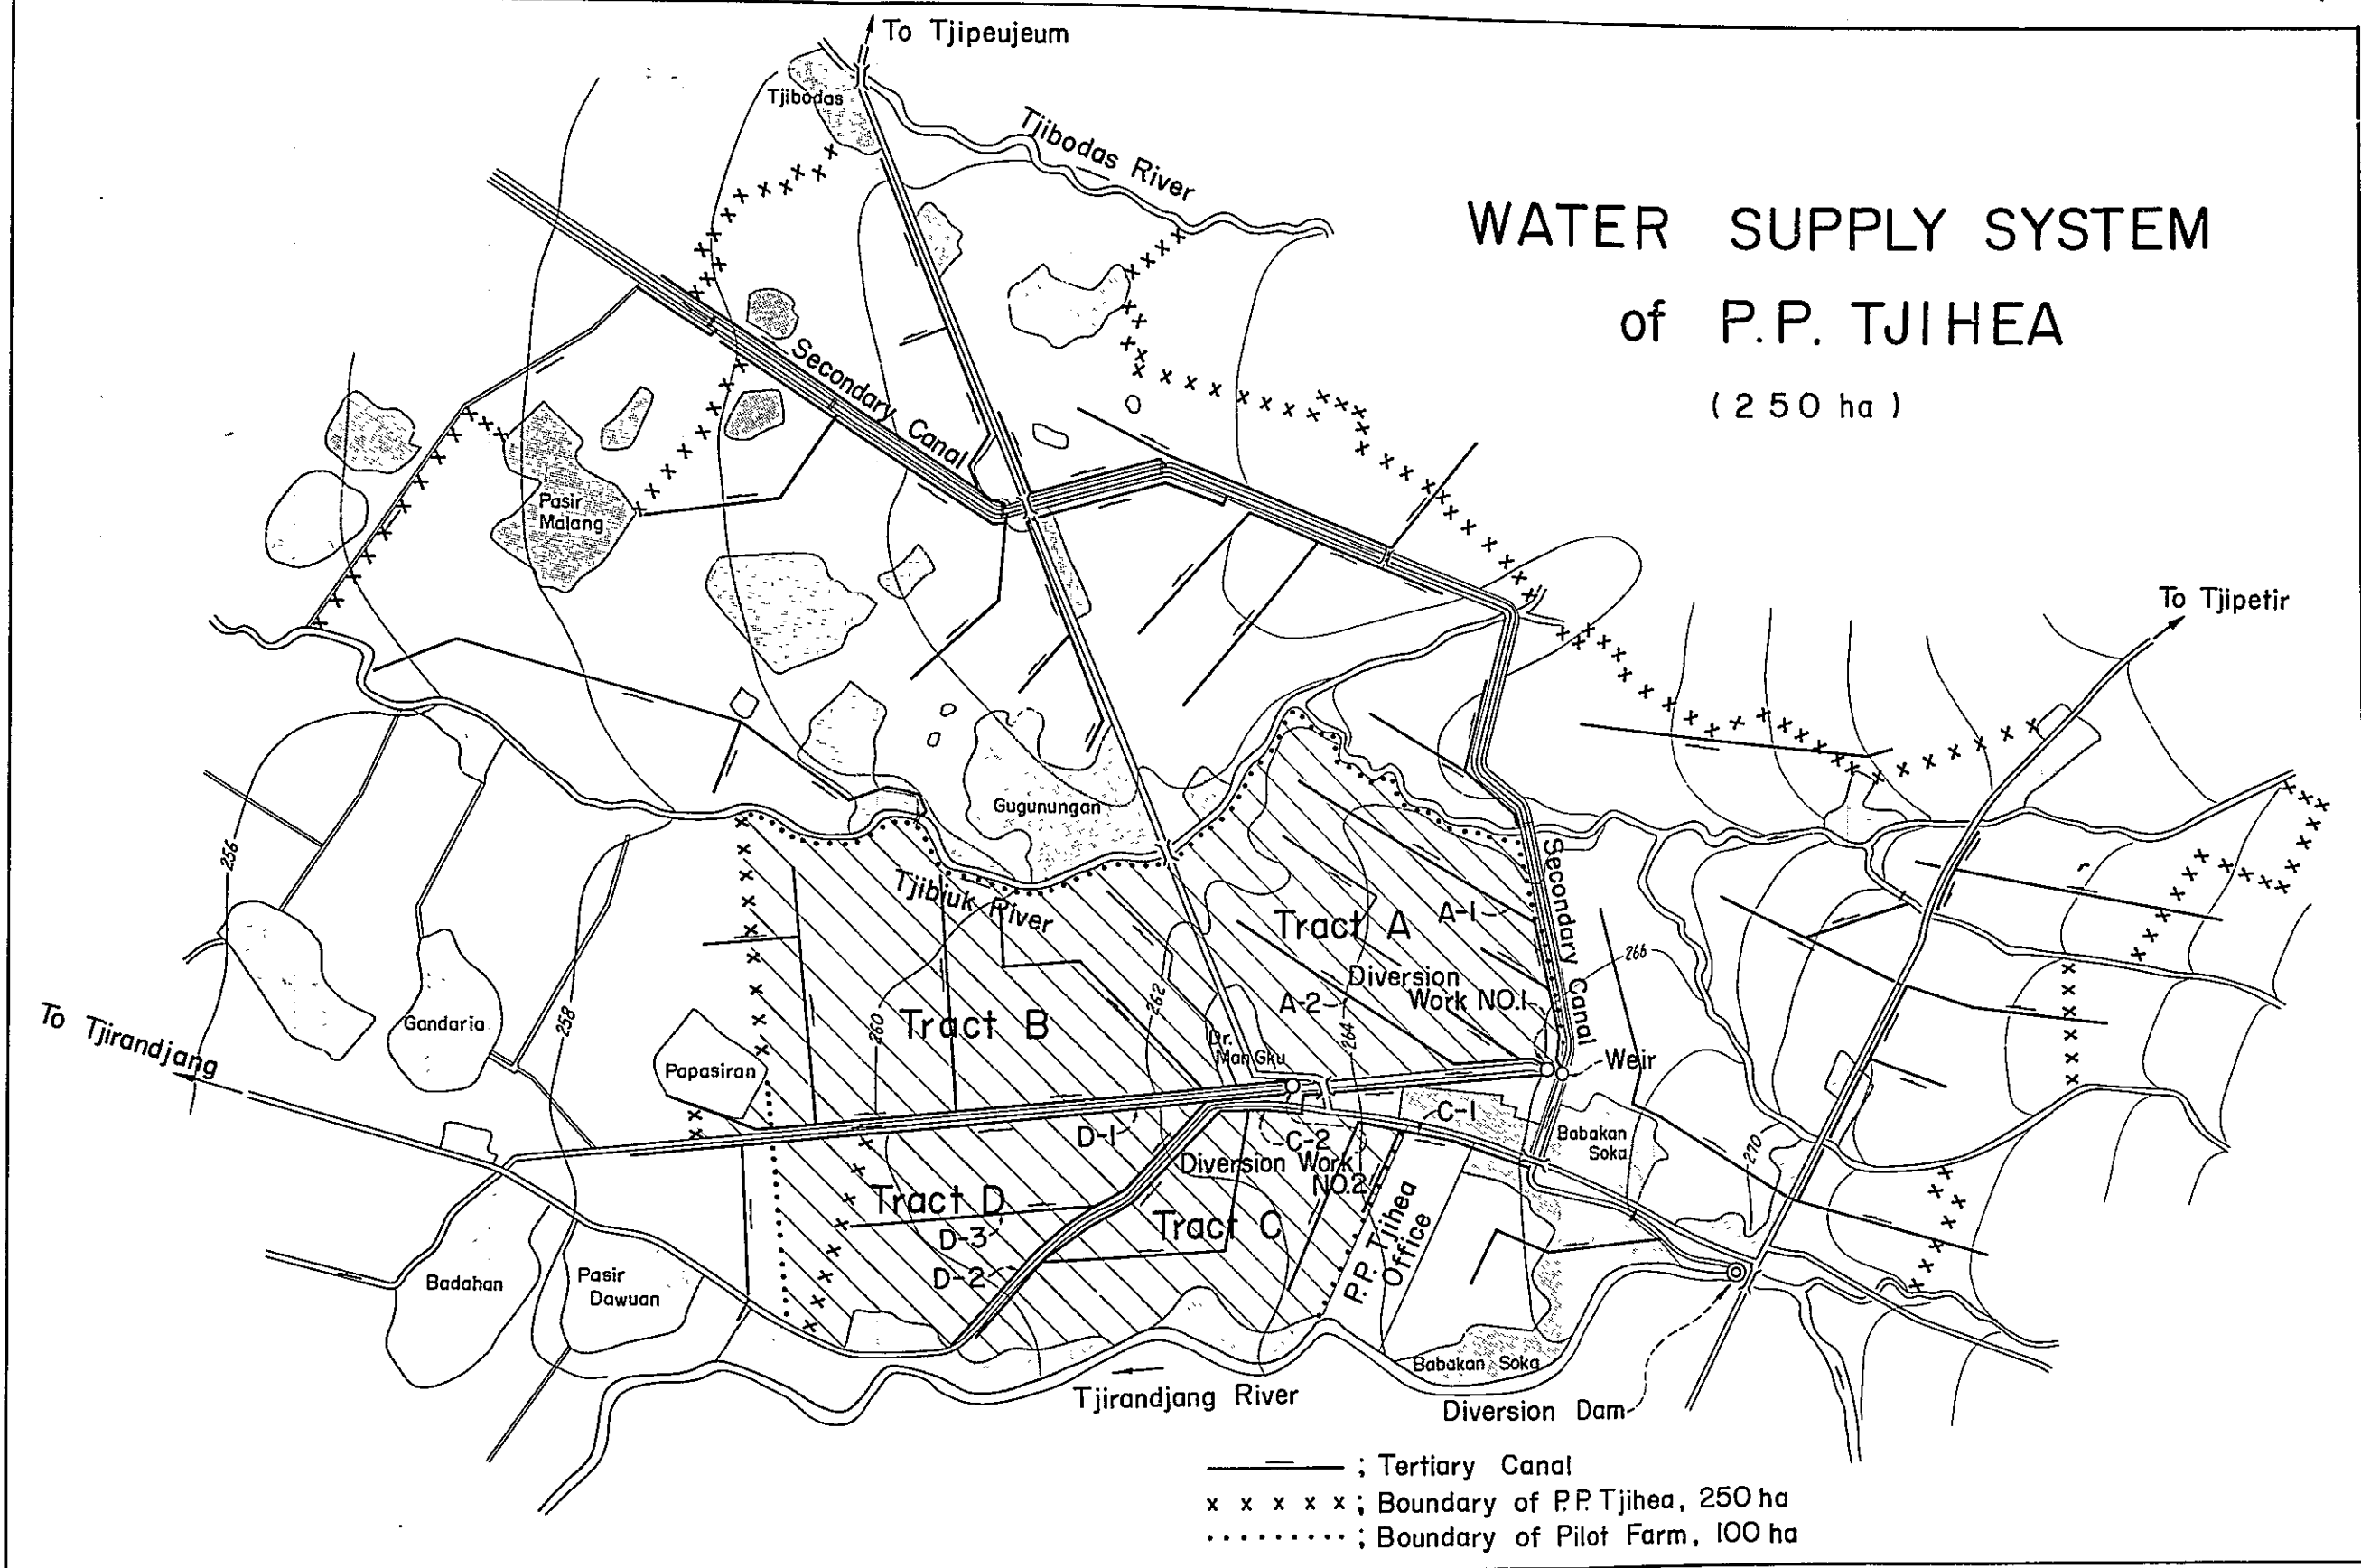 To Tjipeujeum
Tjibodas
Tjibodas River
WATER SUPPLY SYSTEM
of P.P. TJIHEA
(250 ha)
Secondary Canal
Pasir
Malang
To Tjipetir
Gugunungan
Tjibiuk River
Secondary Canal
256
Tract A
A-1
266
Diversion
Work NO.1
A-2
262
264
260
258
Tract B
Gandaria
To Tjirandjang
Dr.
Man Gku
Papasiran
Weir
C-1
D-1
C-2
Babakan
Soka
270
Diversion Work
NO.2
Tract D
D-3
Tract C
D-2
P.P. Tjihea
Office
Badahan
Pasir
Dawuan
Babakan Soka
Tjirandjang River
Diversion Dam
; Tertiary Canal
x x x x x ; Boundary of P.P. Tjihea, 250 ha
......... ; Boundary of Pilot Farm, 100 ha